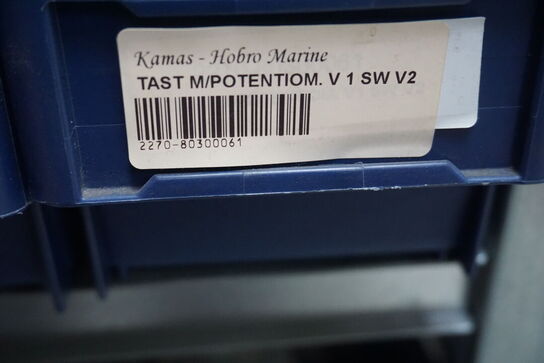 Kamas - Hobro Marine
TAST M/POTENTIOM. V 1 SW V2
2270-80300061